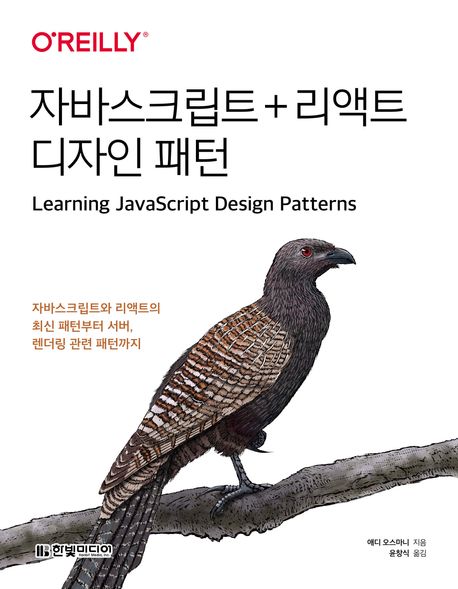 O'REILLY®
자바스크립트 + 리액트
디자인 패턴
Learning JavaScript Design Patterns
자바스크립트와 리액트의
최신 패턴부터 서버,
렌더링 관련 패턴까지
애디 오스마니 지음
윤창식 옮김
한빛미디어
Hanbit Media, Inc.